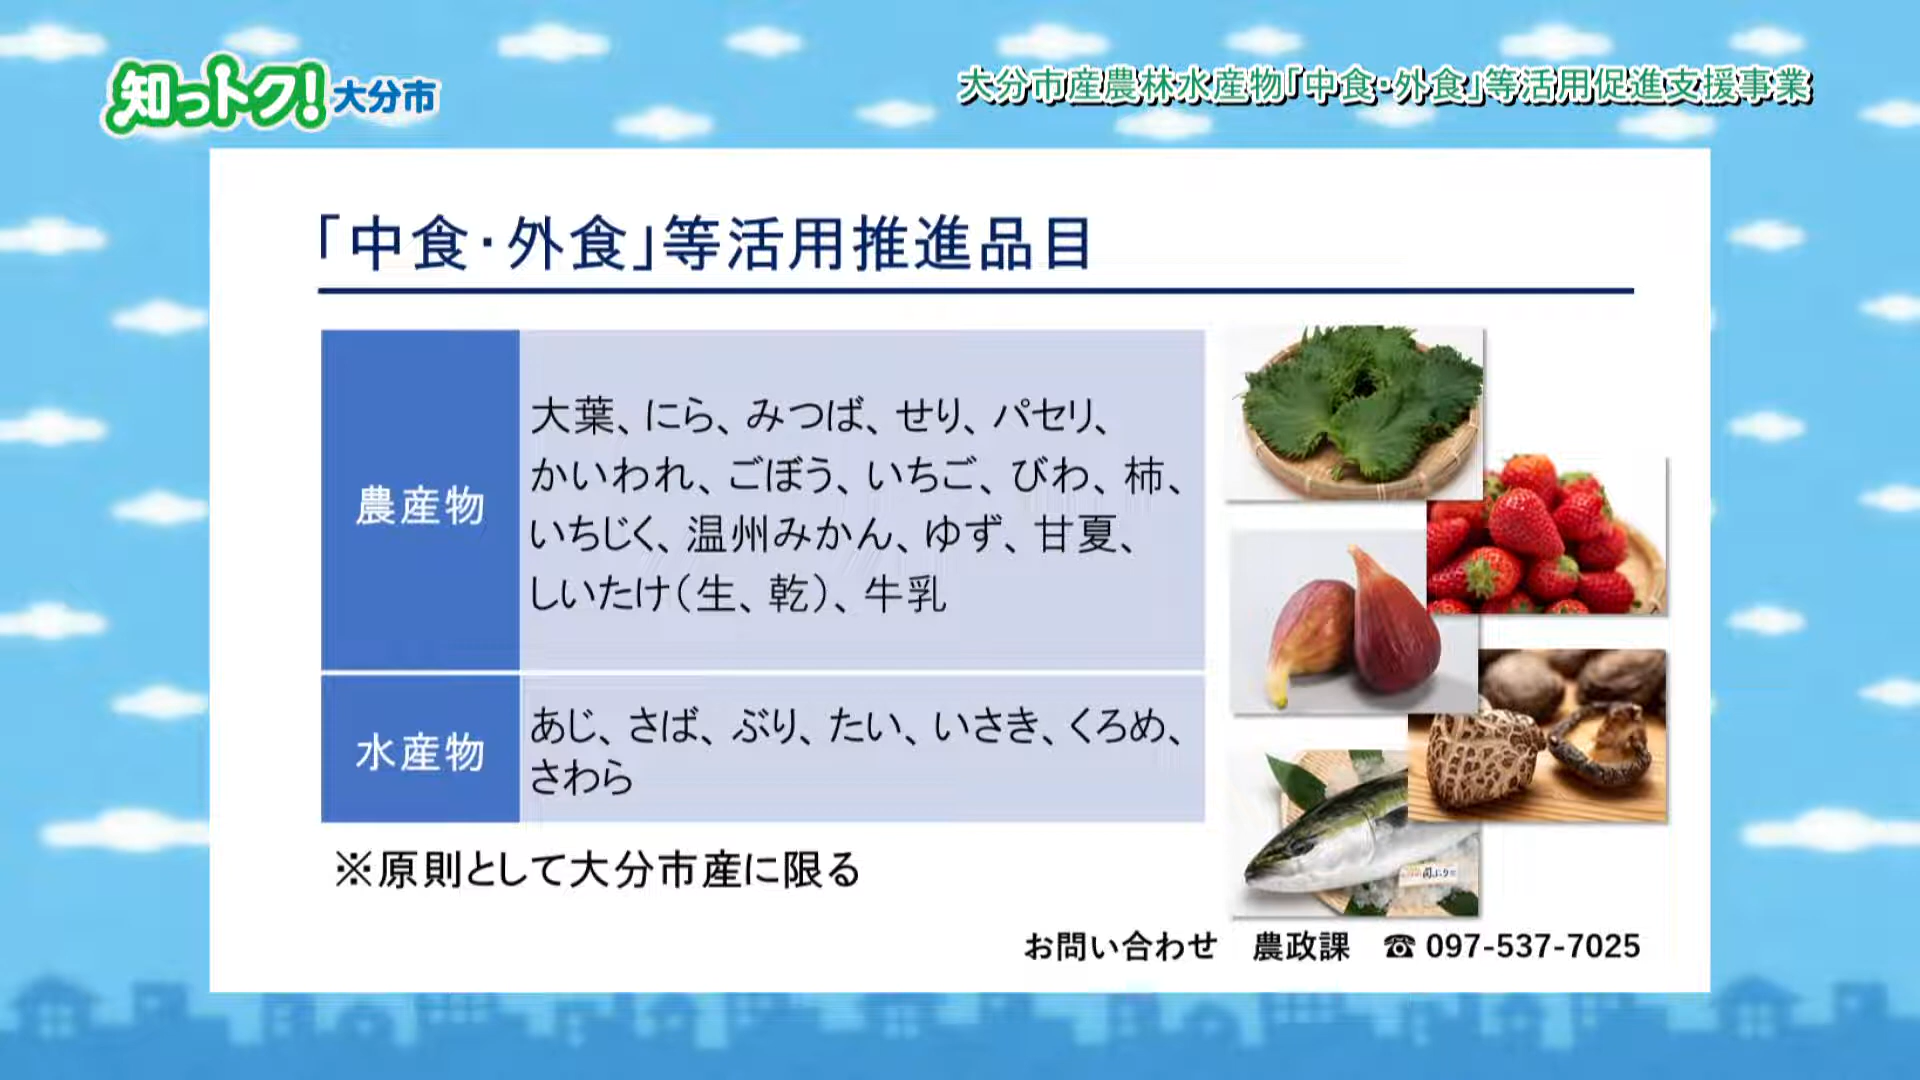 知っトク!大分市
大分市産農林水産物「中食・外食」等活用促進支援事業
「中食・外食」等活用推進品目
農産物
大葉、にら、みつば、せり、パセリ、
かいわれ、ごぼう、いちご、びわ、柿、
いちじく、温州みかん、ゆず、甘夏、
しいたけ（生、乾）、牛乳
水産物
あじ、さば、ぶり、たい、いさき、くろめ、
さわら
※原則として大分市産に限る
お問い合わせ　農政課　☎ 097-537-7025